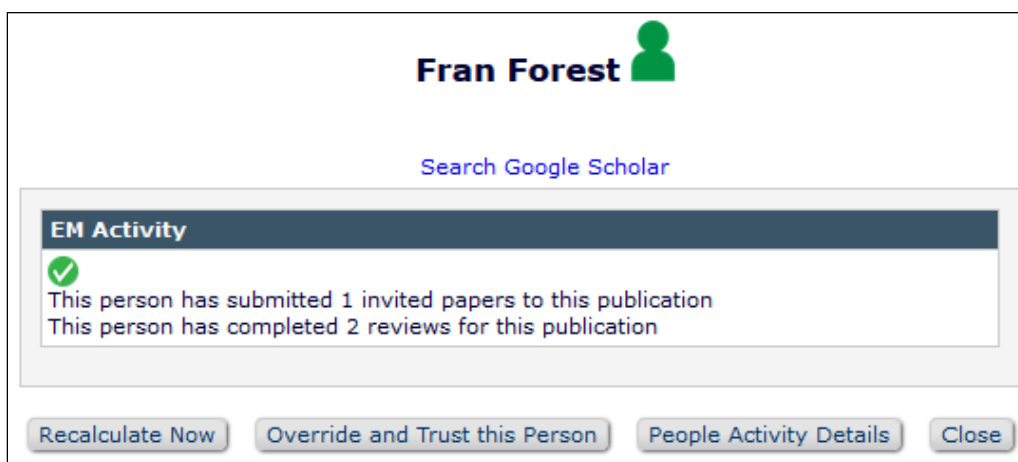 Fran Forest
Search Google Scholar
EM Activity
This person has submitted 1 invited papers to this publication
This person has completed 2 reviews for this publication
Recalculate Now
Override and Trust this Person
People Activity Details
Close